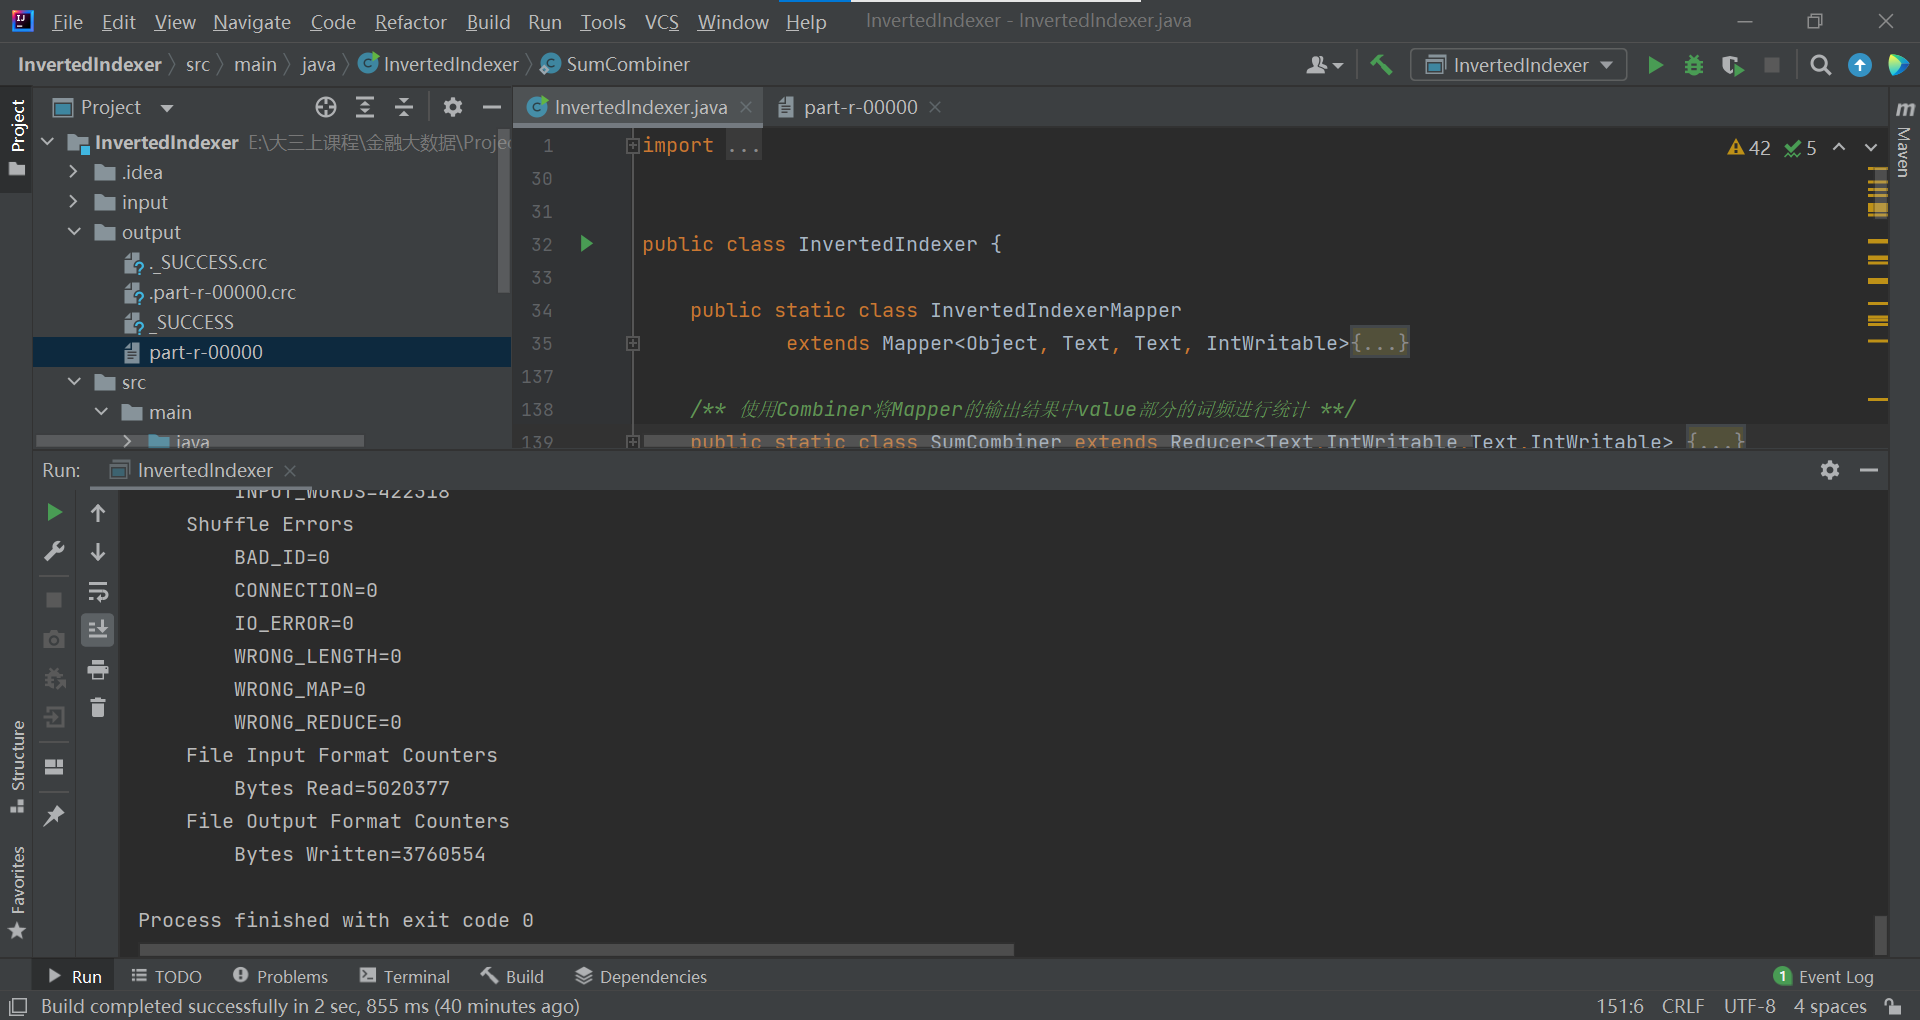 File Edit View Navigate Code Refactor Build Run Tools VCS Window Help InvertedIndexer - InvertedIndexer.java
InvertedIndexer src main java InvertedIndexer SumCombiner InvertedIndexer
Project
InvertedIndexer.java part-r-00000
Project
Maven
InvertedIndexer E:\大三上课程\金融大数据\Proje
.idea
input
output
._SUCCESS.crc
.part-r-00000.crc
_SUCCESS
part-r-00000
src
main
java
42 5
1 import ...
30
31
32 public class InvertedIndexer {
33
34 public static class InvertedIndexerMapper
35 extends Mapper<Object, Text, Text, IntWritable>{...}
137
138 /** 使用Combiner将Mapper的输出结果中value部分的词频进行统计 **/
139 public static class SumCombiner extends Reducer<Text,IntWritable,Text,IntWritable> {...}
Run: InvertedIndexer
INPUT_WORDS=422318
Shuffle Errors
BAD_ID=0
CONNECTION=0
IO_ERROR=0
WRONG_LENGTH=0
WRONG_MAP=0
WRONG_REDUCE=0
File Input Format Counters
Bytes Read=5020377
File Output Format Counters
Bytes Written=3760554
Process finished with exit code 0
Structure
Favorites
Run TODO Problems Terminal Build Dependencies 1 Event Log
Build completed successfully in 2 sec, 855 ms (40 minutes ago) 151:6 CRLF UTF-8 4 spaces